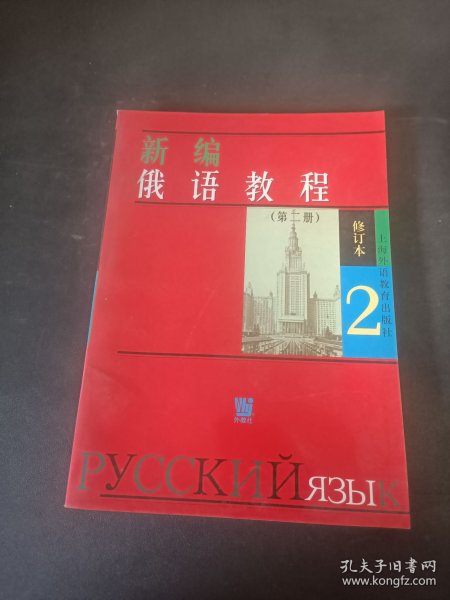 新编
俄语教程
(第二册)
修订本
上海外语教育出版社
2
外教社
РУССКИЙ ЯЗЫК
孔夫子旧书网
www.kongfz.com